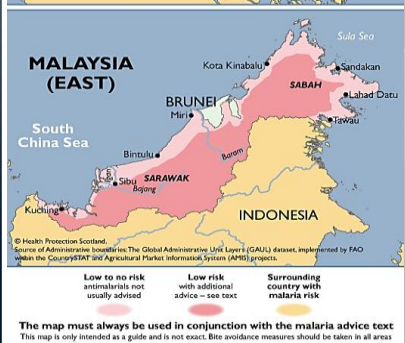 Sula Sea
MALAYSIA
(EAST)
Kota Kinabalu
Sandakan
SABAH
Lahad Datu
BRUNEI
Miri
Tawau
South
China Sea
Baram
Bintulu
SARAWAK
Sibu
Bajang
Kuching
INDONESIA
© Health Protection Scotland.
Source of Administrative boundaries: The Global Administrative Unit Layers (GAUL) dataset, implemented by FAO
within the CountrySTAT and Agricultural Market Information System (AMIS) projects.
Low to no risk
antimalarials not
usually advised
Low risk
with additional
advice – see text
Surrounding
country with
malaria risk
The map must always be used in conjunction with the malaria advice text
This map is only intended as a guide and is not exact. Bite avoidance measures should be taken in all areas